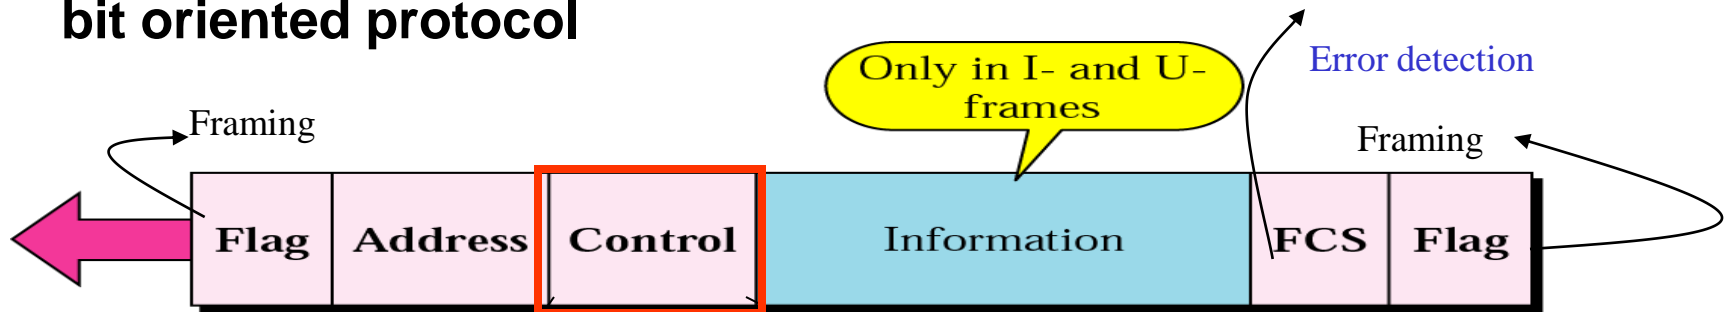 bit oriented protocol
Only in I- and U-
frames
Error detection
Framing
Framing
Flag
Address
Control
Information
FCS
Flag